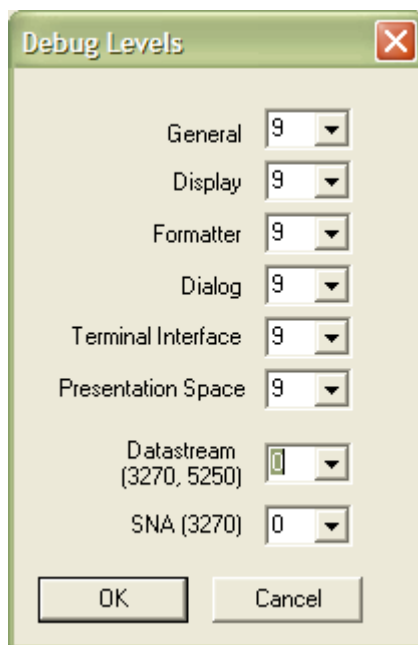 Debug Levels
General 9
Display 9
Formatter 9
Dialog 9
Terminal Interface 9
Presentation Space 9
Datastream
(3270, 5250) 0
SNA (3270) 0
OK Cancel